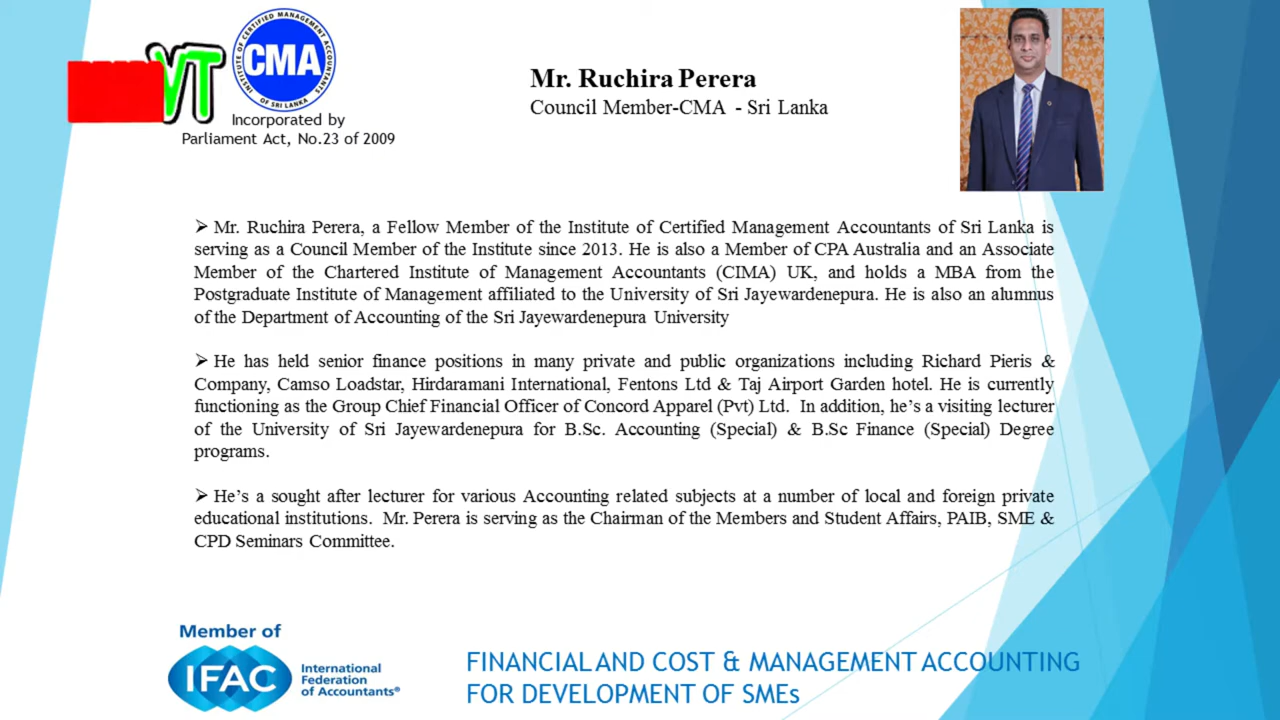 VT
INSTITUTE OF CERTIFIED MANAGEMENT ACCOUNTANTS
CMA
OF SRI LANKA
Incorporated by
Parliament Act, No.23 of 2009
Mr. Ruchira Perera
Council Member-CMA - Sri Lanka
➢ Mr. Ruchira Perera, a Fellow Member of the Institute of Certified Management Accountants of Sri Lanka is
serving as a Council Member of the Institute since 2013. He is also a Member of CPA Australia and an Associate
Member of the Chartered Institute of Management Accountants (CIMA) UK, and holds a MBA from the
Postgraduate Institute of Management affiliated to the University of Sri Jayewardenepura. He is also an alumnus
of the Department of Accounting of the Sri Jayewardenepura University
➢ He has held senior finance positions in many private and public organizations including Richard Pieris &
Company, Camso Loadstar, Hirdaramani International, Fentons Ltd & Taj Airport Garden hotel. He is currently
functioning as the Group Chief Financial Officer of Concord Apparel (Pvt) Ltd. In addition, he’s a visiting lecturer
of the University of Sri Jayewardenepura for B.Sc. Accounting (Special) & B.Sc Finance (Special) Degree
programs.
➢ He’s a sought after lecturer for various Accounting related subjects at a number of local and foreign private
educational institutions. Mr. Perera is serving as the Chairman of the Members and Student Affairs, PAIB, SME &
CPD Seminars Committee.
Member of
IFAC
International
Federation
of Accountants®
FINANCIAL AND COST & MANAGEMENT ACCOUNTING
FOR DEVELOPMENT OF SMEs